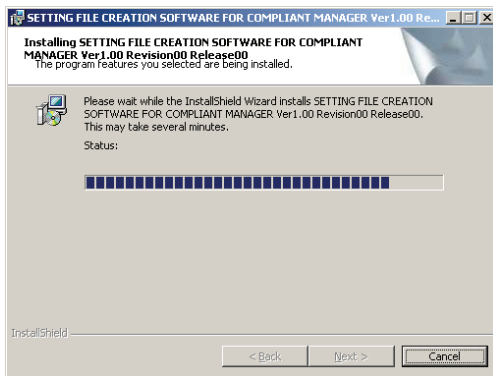 SETTING FILE CREATION SOFTWARE FOR COMPLIANT MANAGER Ver1.00 Re...
Installing SETTING FILE CREATION SOFTWARE FOR COMPLIANT
MANAGER Ver1.00 Revision00 Release00
The program features you selected are being installed.
Please wait while the InstallShield Wizard installs SETTING FILE CREATION
SOFTWARE FOR COMPLIANT MANAGER Ver1.00 Revision00 Release00.
This may take several minutes.
Status:
InstallShield
< Back Next > Cancel